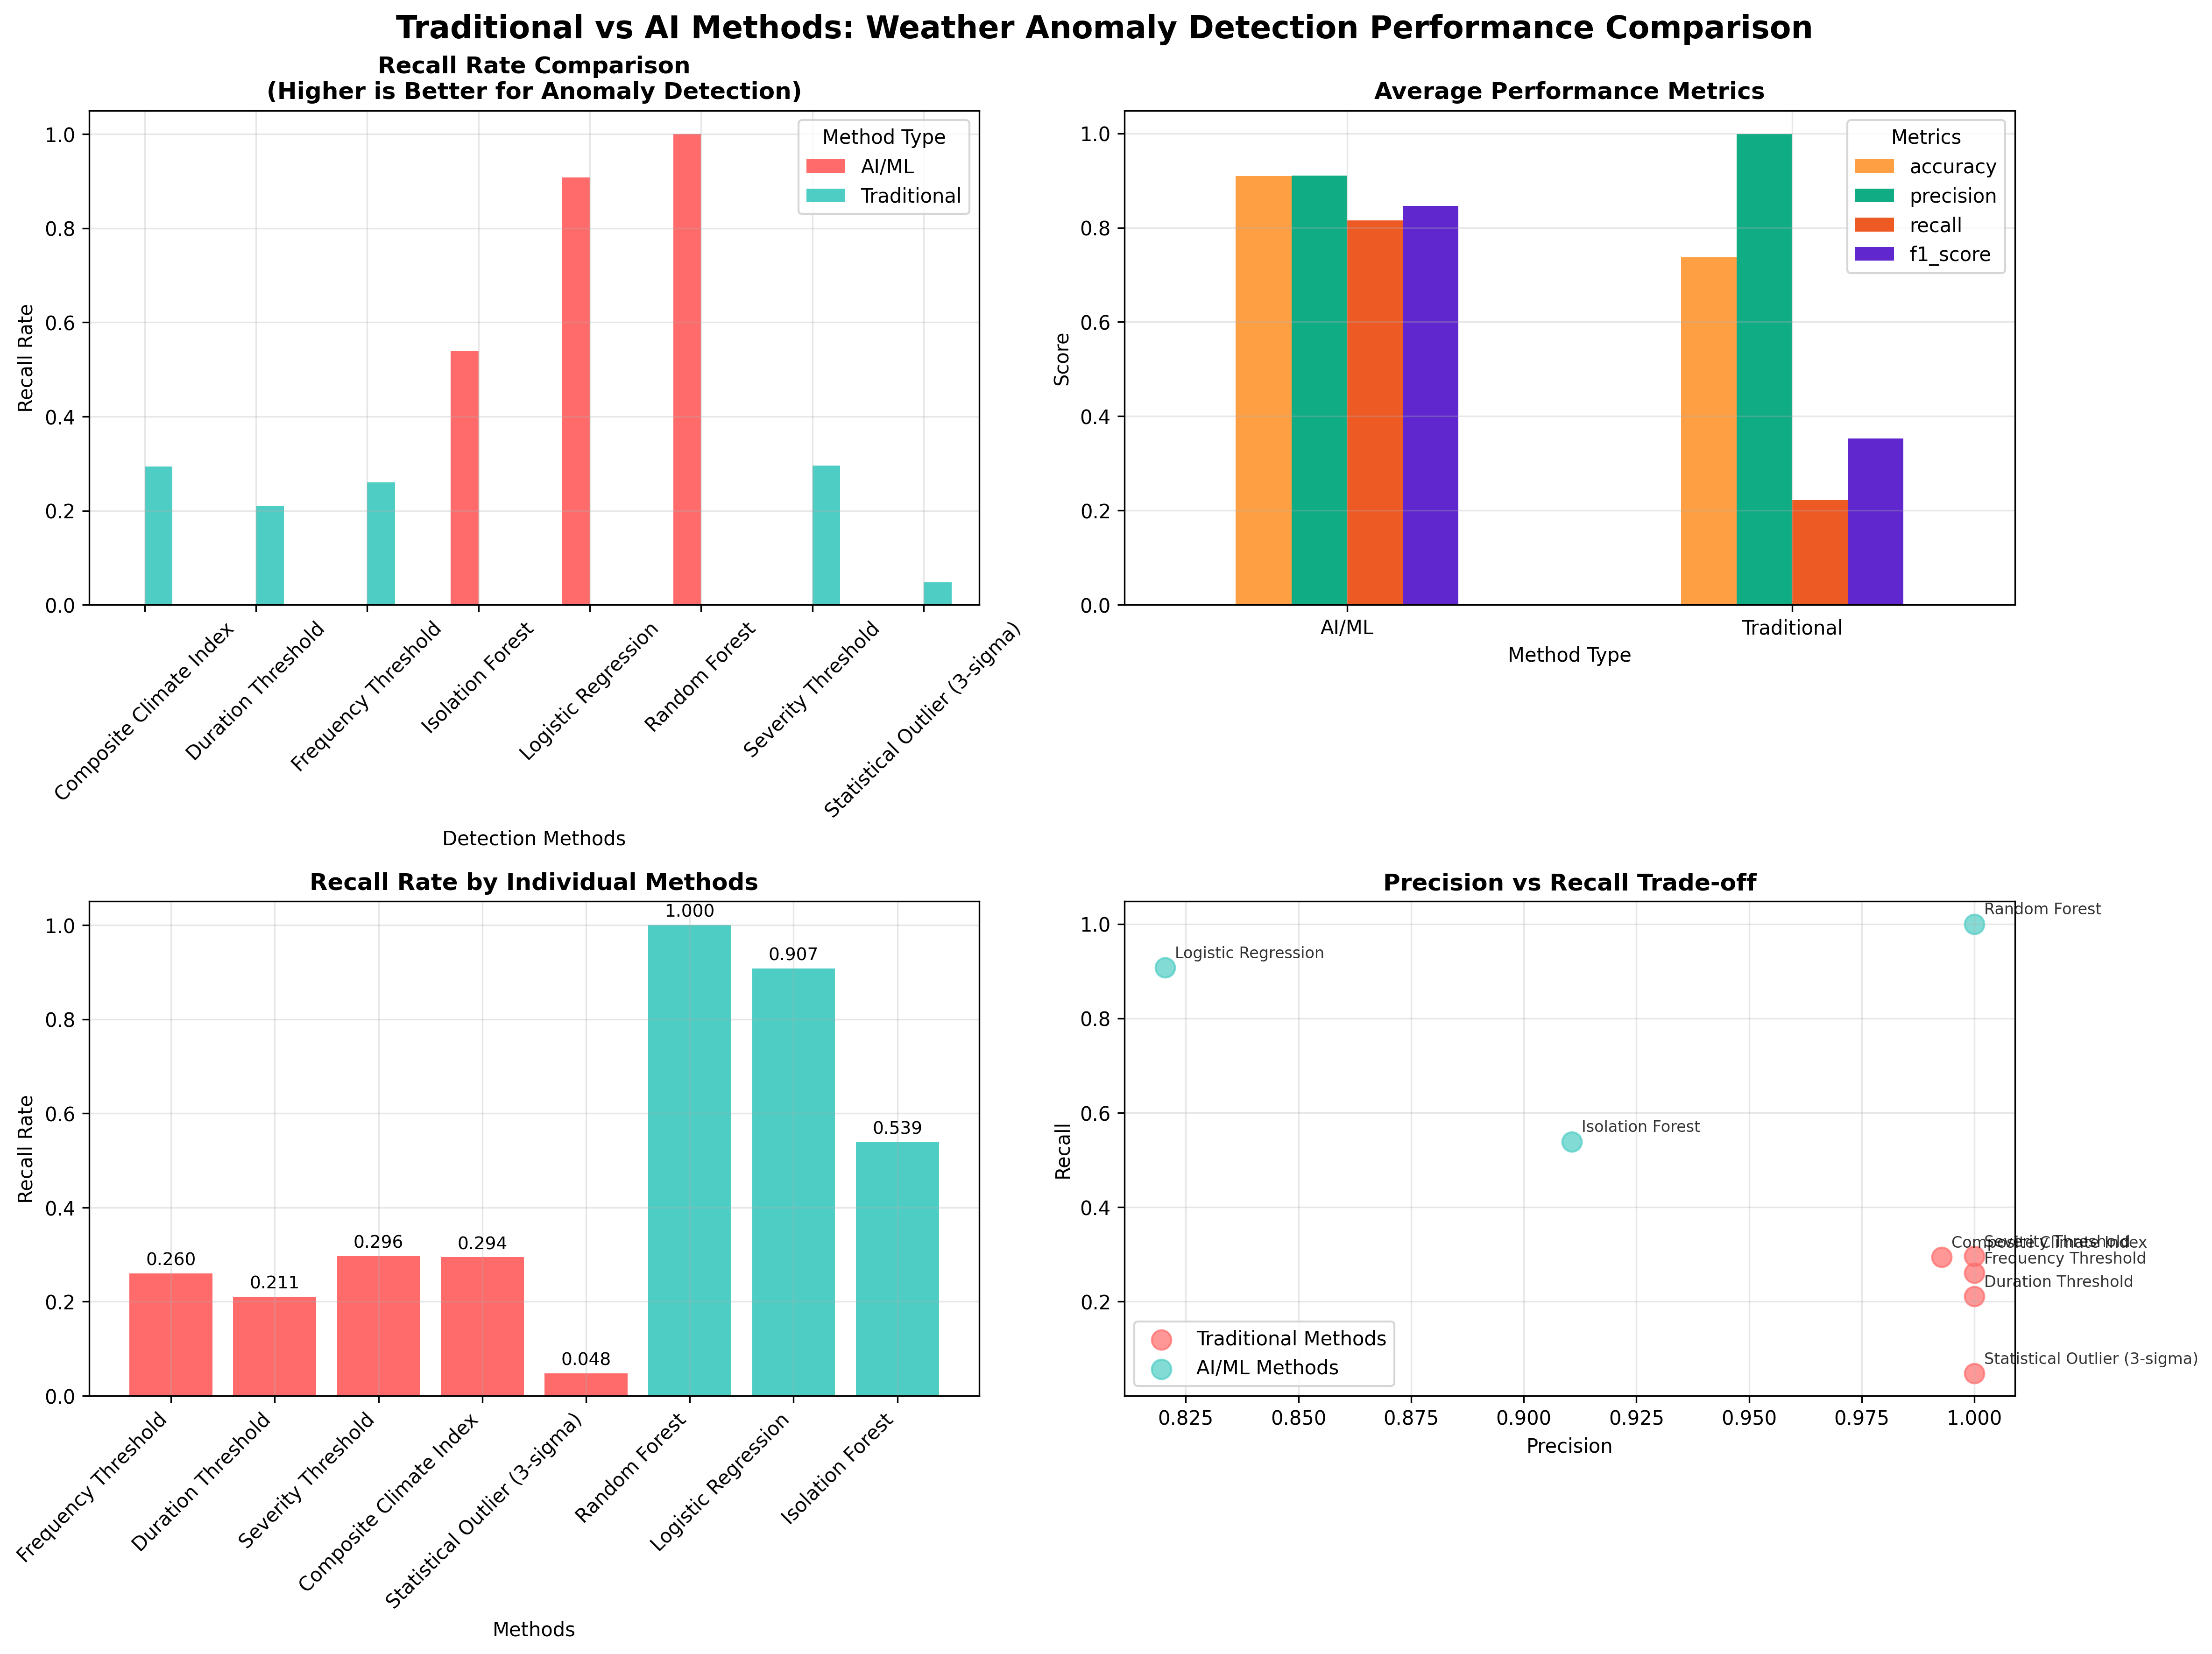 Traditional vs AI Methods: Weather Anomaly Detection Performance Comparison
Recall Rate Comparison
(Higher is Better for Anomaly Detection)
Method Type
AI/ML
Traditional
1.0
0.8
0.6
0.4
0.2
0.0
Recall Rate
Composite Climate Index
Duration Threshold
Frequency Threshold
Isolation Forest
Logistic Regression
Random Forest
Severity Threshold
Statistical Outlier (3-sigma)
Detection Methods
Average Performance Metrics
Metrics
accuracy
precision
recall
f1_score
1.0
0.8
0.6
0.4
0.2
0.0
Score
AI/ML
Traditional
Method Type
Recall Rate by Individual Methods
1.0
0.8
0.6
0.4
0.2
0.0
Recall Rate
0.260
0.211
0.296
0.294
0.048
1.000
0.907
0.539
Frequency Threshold
Duration Threshold
Severity Threshold
Composite Climate Index
Statistical Outlier (3-sigma)
Random Forest
Logistic Regression
Isolation Forest
Methods
Precision vs Recall Trade-off
1.0
0.8
0.6
0.4
0.2
Recall
Random Forest
Logistic Regression
Isolation Forest
Composite Climate Index
Severity Threshold
Frequency Threshold
Duration Threshold
Statistical Outlier (3-sigma)
Traditional Methods
AI/ML Methods
0.825
0.850
0.875
0.900
0.925
0.950
0.975
1.000
Precision